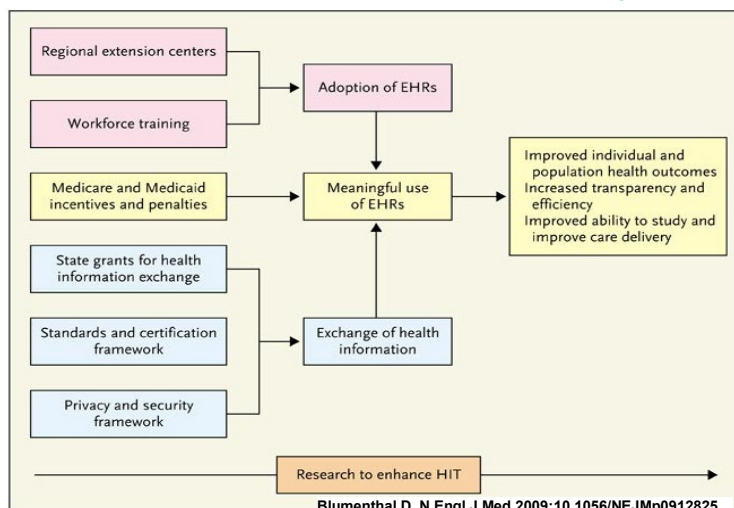 Regional extension centers
Workforce training
Adoption of EHRs
Medicare and Medicaid
incentives and penalties
Meaningful use
of EHRs
Improved individual and
population health outcomes
Increased transparency and
efficiency
Improved ability to study and
improve care delivery
State grants for health
information exchange
Standards and certification
framework
Exchange of health
information
Privacy and security
framework
Research to enhance HIT
Blumenthal D. N Engl J Med 2009;10.1056/NEJMp0912825